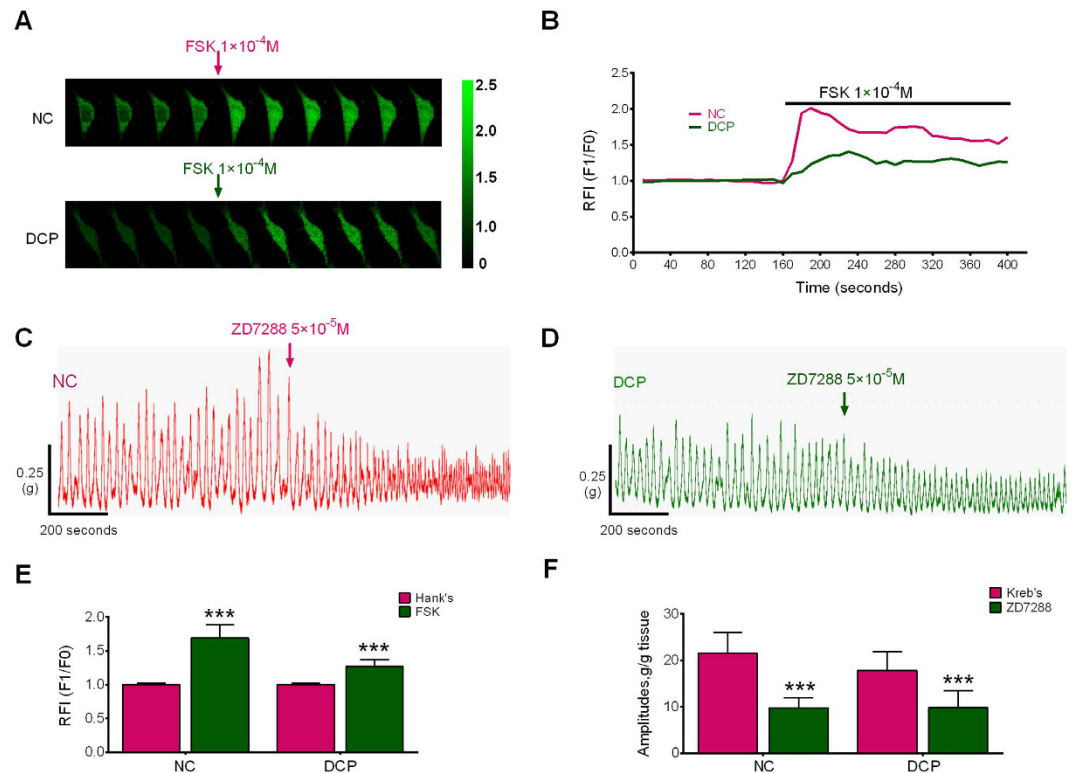 A
FSK 1×10⁻⁴M
NC
FSK 1×10⁻⁴M
DCP
2.5
2.0
1.5
1.0
0
B
FSK 1×10⁻⁴M
NC
DCP
RFI (F1/F0)
2.5
2.0
1.5
1.0
0.5
0.0
0 40 80 120 160 200 240 280 320 360 400
Time (seconds)
C
ZD7288 5×10⁻⁵M
NC
0.25
(g)
200 seconds
D
ZD7288 5×10⁻⁵M
DCP
0.25
(g)
200 seconds
E
Hank's
FSK
RFI (F1/F0)
2.0
1.5
1.0
0.5
0.0
***
***
NC DCP
F
Kreb's
ZD7288
Amplitudes,g/g tissue
30
20
10
0
***
***
NC DCP